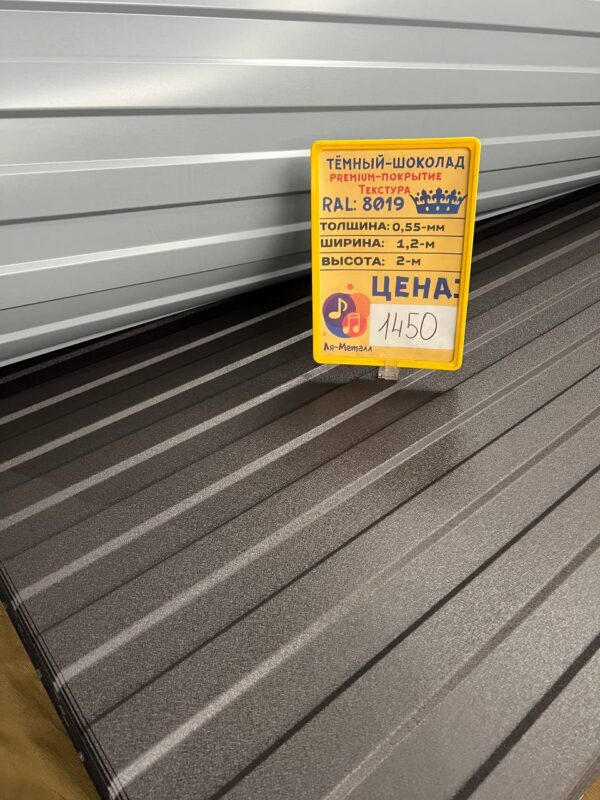 ТЁМНЫЙ-ШОКОЛАД
PREMIUM-ПОКРЫТИЕ
ТЕКСТУРА
RAL: 8019
ТОЛЩИНА: 0,55-ММ
ШИРИНА: 1,2-М
ВЫСОТА: 2-М
ЦЕНА:
1450
Ля-Металл